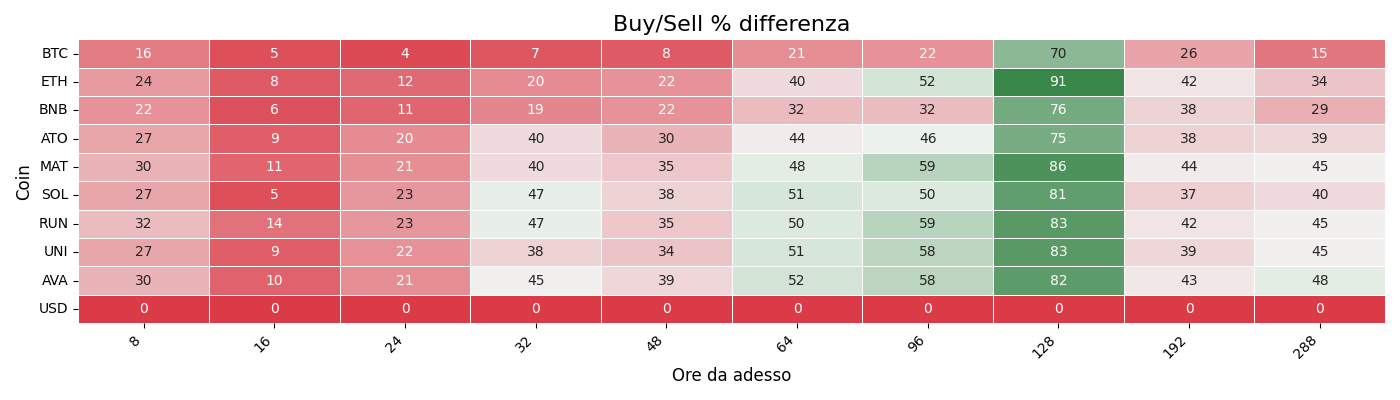 Buy/Sell % differenza
Coin
BTC 16 5 4 7 8 21 22 70 26 15
ETH 24 8 12 20 22 40 52 91 42 34
BNB 22 6 11 19 22 32 32 76 38 29
ATO 27 9 20 40 30 44 46 75 38 39
MAT 30 11 21 40 35 48 59 86 44 45
SOL 27 5 23 47 38 51 50 81 37 40
RUN 32 14 23 47 35 50 59 83 42 45
UNI 27 9 22 38 34 51 58 83 39 45
AVA 30 10 21 45 39 52 58 82 43 48
USD 0 0 0 0 0 0 0 0 0 0
8 16 24 32 48 64 96 128 192 288
Ore da adesso